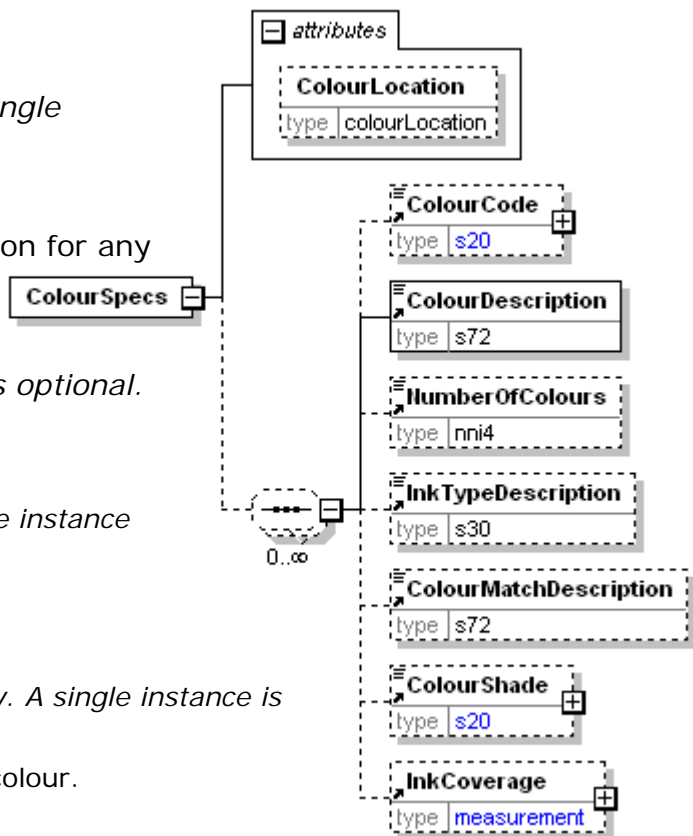 attributes
ColourLocation
type colourLocation
ngle
ColourCode
type s20
on for any
ColourSpecs
ColourDescription
type s72
s optional.
NumberOfColours
type nni4
InkTypeDescription
type s30
e instance
0..∞
ColourMatchDescription
type s72
ColourShade
type s20
y. A single instance is
colour.
InkCoverage
type measurement